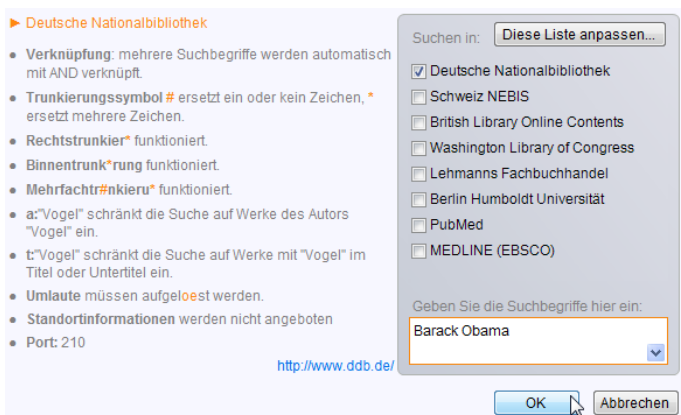 ► Deutsche Nationalbibliothek
● Verknüpfung: mehrere Suchbegriffe werden automatisch
mit AND verknüpft.
● Trunkierungssymbol # ersetzt ein oder kein Zeichen, *
ersetzt mehrere Zeichen.
● Rechtstrunkier* funktioniert.
● Binnentrunk*rung funktioniert.
● Mehrfachtr#nkieru* funktioniert.
● a:"Vogel" schränkt die Suche auf Werke des Autors
"Vogel" ein.
● t:"Vogel" schränkt die Suche auf Werke mit "Vogel" im
Titel oder Untertitel ein.
● Umlaute müssen aufgeloest werden.
● Standortinformationen werden nicht angeboten
● Port: 210
http://www.ddb.de/
Suchen in: Diese Liste anpassen...
Deutsche Nationalbibliothek
Schweiz NEBIS
British Library Online Contents
Washington Library of Congress
Lehmanns Fachbuchhandel
Berlin Humboldt Universität
PubMed
MEDLINE (EBSCO)
Geben Sie die Suchbegriffe hier ein:
Barack Obama
OK Abbrechen